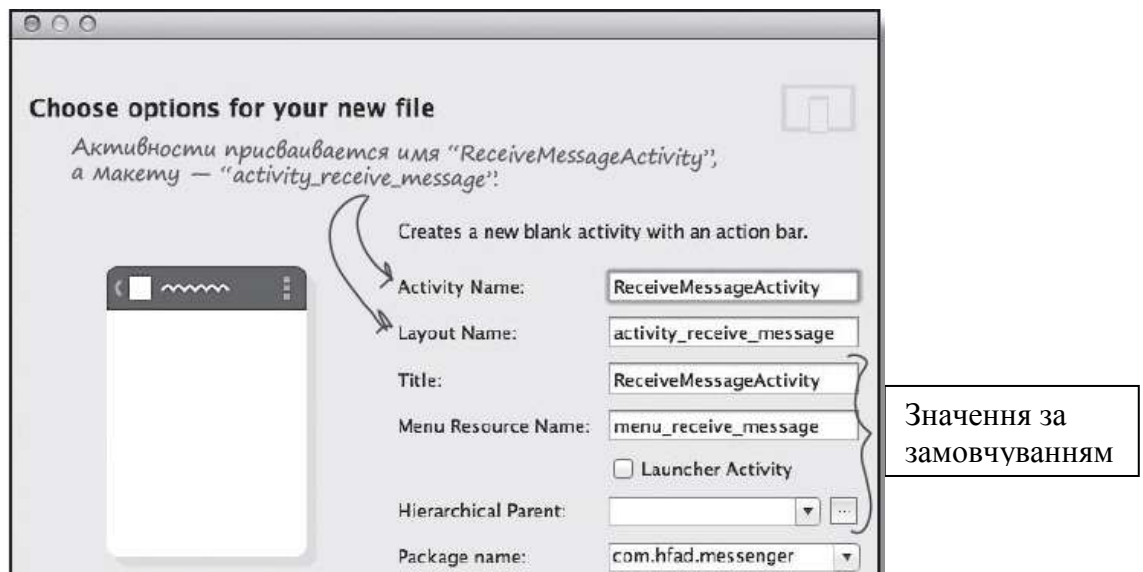 Choose options for your new file
Активности присваивается имя “ReceiveMessageActivity”,
а макету — “activity_receive_message”.
Creates a new blank activity with an action bar.
Activity Name: ReceiveMessageActivity
Layout Name: activity_receive_message
Title: ReceiveMessageActivity
Menu Resource Name: menu_receive_message
Launcher Activity
Hierarchical Parent: ...
Package name: com.hfad.messenger
Значення за
замовчуванням